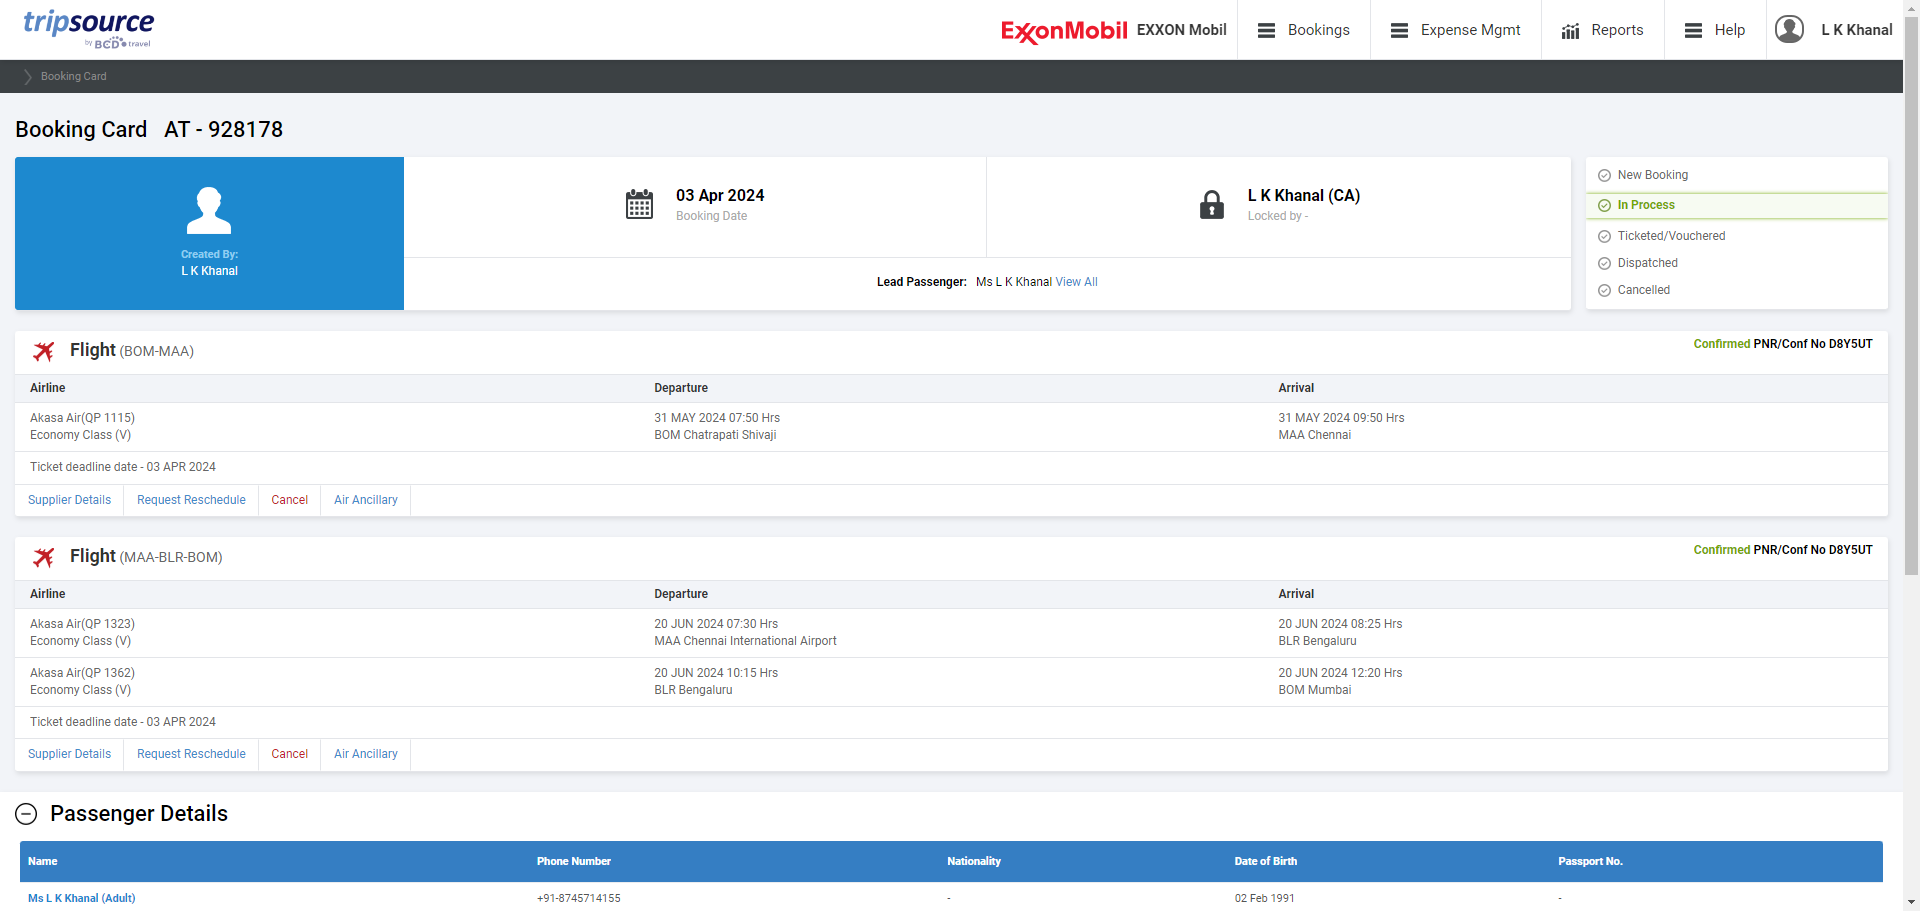 tripsource
by BCD travel
ExxonMobil EXXON Mobil
Bookings
Expense Mgmt
Reports
Help
L K Khanal
Booking Card
Booking Card AT - 928178
Created By:
L K Khanal
03 Apr 2024
Booking Date
L K Khanal (CA)
Locked by -
Lead Passenger: Ms L K Khanal View All
New Booking
In Process
Ticketed/Vouchered
Dispatched
Cancelled
Flight (BOM-MAA)
Confirmed PNR/Conf No D8Y5UT
Airline Departure Arrival
Akasa Air(QP 1115) 31 MAY 2024 07:50 Hrs 31 MAY 2024 09:50 Hrs
Economy Class (V) BOM Chatrapati Shivaji MAA Chennai
Ticket deadline date - 03 APR 2024
Supplier Details Request Reschedule Cancel Air Ancillary
Flight (MAA-BLR-BOM)
Confirmed PNR/Conf No D8Y5UT
Airline Departure Arrival
Akasa Air(QP 1323) 20 JUN 2024 07:30 Hrs 20 JUN 2024 08:25 Hrs
Economy Class (V) MAA Chennai International Airport BLR Bengaluru
Akasa Air(QP 1362) 20 JUN 2024 10:15 Hrs 20 JUN 2024 12:20 Hrs
Economy Class (V) BLR Bengaluru BOM Mumbai
Ticket deadline date - 03 APR 2024
Supplier Details Request Reschedule Cancel Air Ancillary
Passenger Details
Name Phone Number Nationality Date of Birth Passport No.
Ms L K Khanal (Adult) +91-8745714155 - 02 Feb 1991 -